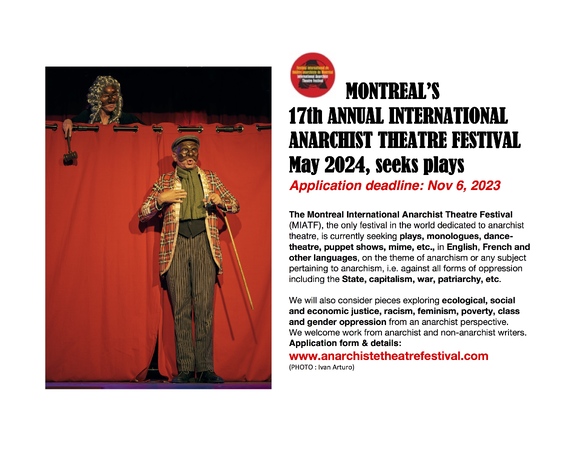 MONTREAL'S
17th ANNUAL INTERNATIONAL
ANARCHIST THEATRE FESTIVAL
May 2024, seeks plays
Application deadline: Nov 6, 2023
The Montreal International Anarchist Theatre Festival
(MIATF), the only festival in the world dedicated to anarchist
theatre, is currently seeking plays, monologues, dance-
theatre, puppet shows, mime, etc., in English, French and
other languages, on the theme of anarchism or any subject
pertaining to anarchism, i.e. against all forms of oppression
including the State, capitalism, war, patriarchy, etc.
We will also consider pieces exploring ecological, social
and economic justice, racism, feminism, poverty, class
and gender oppression from an anarchist perspective.
We welcome work from anarchist and non-anarchist writers.
Application form & details:
www.anarchistetheatrefestival.com
(PHOTO : Ivan Arturo)